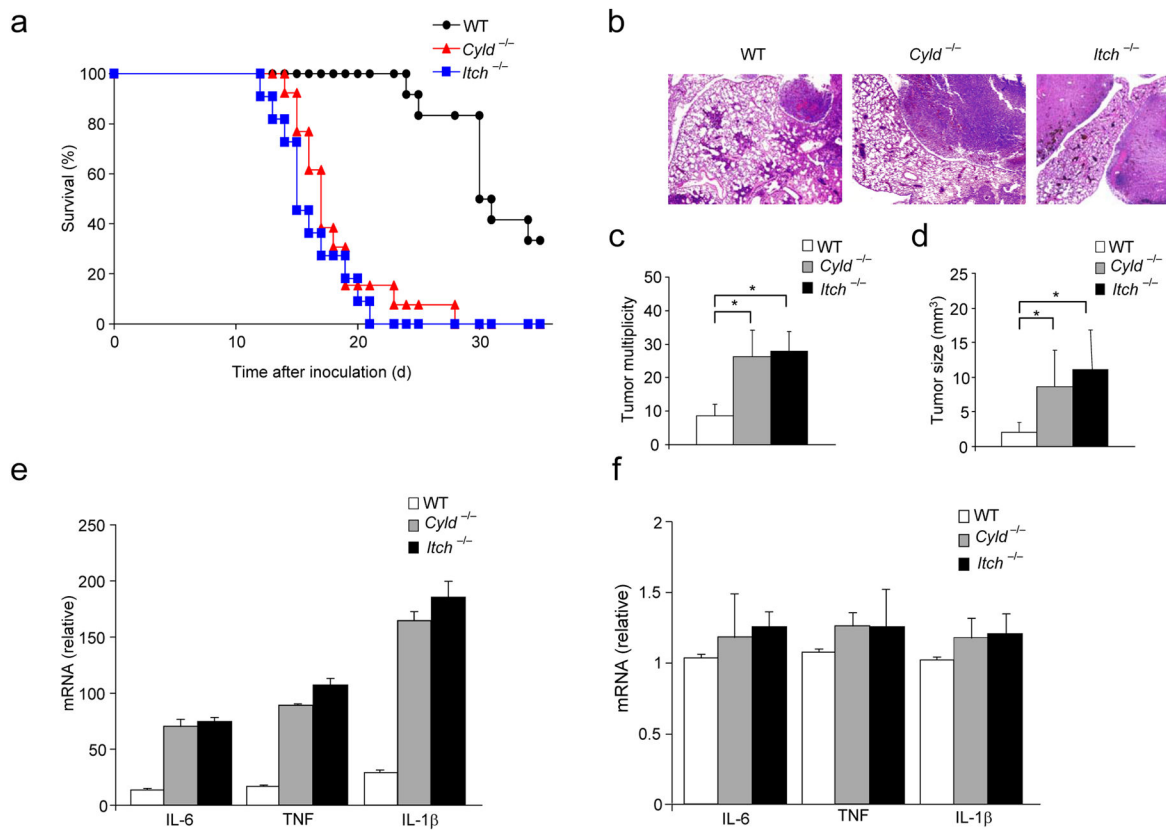 a
WT
Cyld –/–
Itch –/–
100
80
60
40
20
0
Survival (%)
0 10 20 30
Time after inoculation (d)
b
WT Cyld –/– Itch –/–
c
WT
Cyld –/–
Itch –/–
50
40
30
20
10
0
Tumor multiplicity
*
*
d
25
20
15
10
5
0
Tumor size (mm³)
*
*
e
WT
Cyld –/–
Itch –/–
250
200
150
100
50
0
mRNA (relative)
IL-6 TNF IL-1β
f
WT
Cyld –/–
Itch –/–
2
1.5
1
0.5
0
mRNA (relative)
IL-6 TNF IL-1β